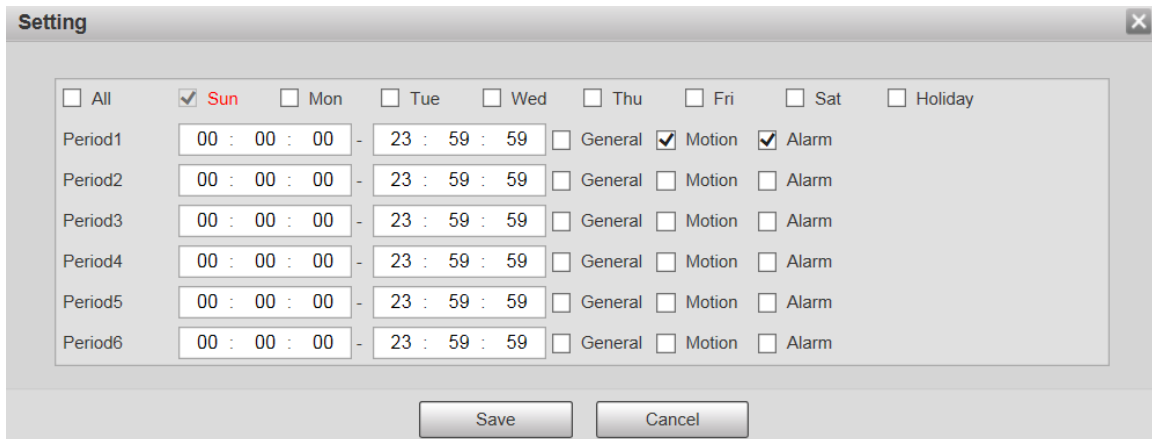 Setting
All Sun Mon Tue Wed Thu Fri Sat Holiday
Period1 00 : 00 : 00 - 23 : 59 : 59 General Motion Alarm
Period2 00 : 00 : 00 - 23 : 59 : 59 General Motion Alarm
Period3 00 : 00 : 00 - 23 : 59 : 59 General Motion Alarm
Period4 00 : 00 : 00 - 23 : 59 : 59 General Motion Alarm
Period5 00 : 00 : 00 - 23 : 59 : 59 General Motion Alarm
Period6 00 : 00 : 00 - 23 : 59 : 59 General Motion Alarm
Save Cancel